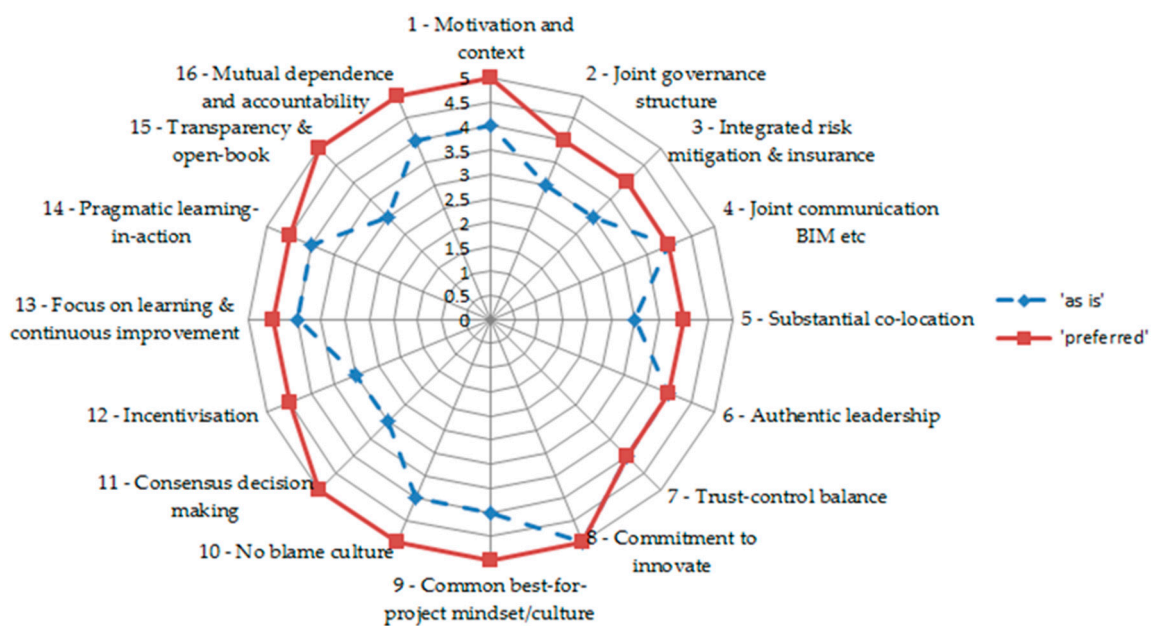 1 - Motivation and
context
2 - Joint governance
structure
3 - Integrated risk
mitigation & insurance
4 - Joint communication
BIM etc
5 - Substantial co-location
6 - Authentic leadership
7 - Trust-control balance
8 - Commitment to
innovate
9 - Common best-for-
project mindset/culture
10 - No blame culture
11 - Consensus decision
making
12 - Incentivisation
13 - Focus on learning &
continuous improvement
14 - Pragmatic learning-
in-action
15 - Transparency &
open-book
16 - Mutual dependence
and accountability
5
4.5
4
3.5
3
2.5
2
1.5
1
0.5
0
'as is'
'preferred'